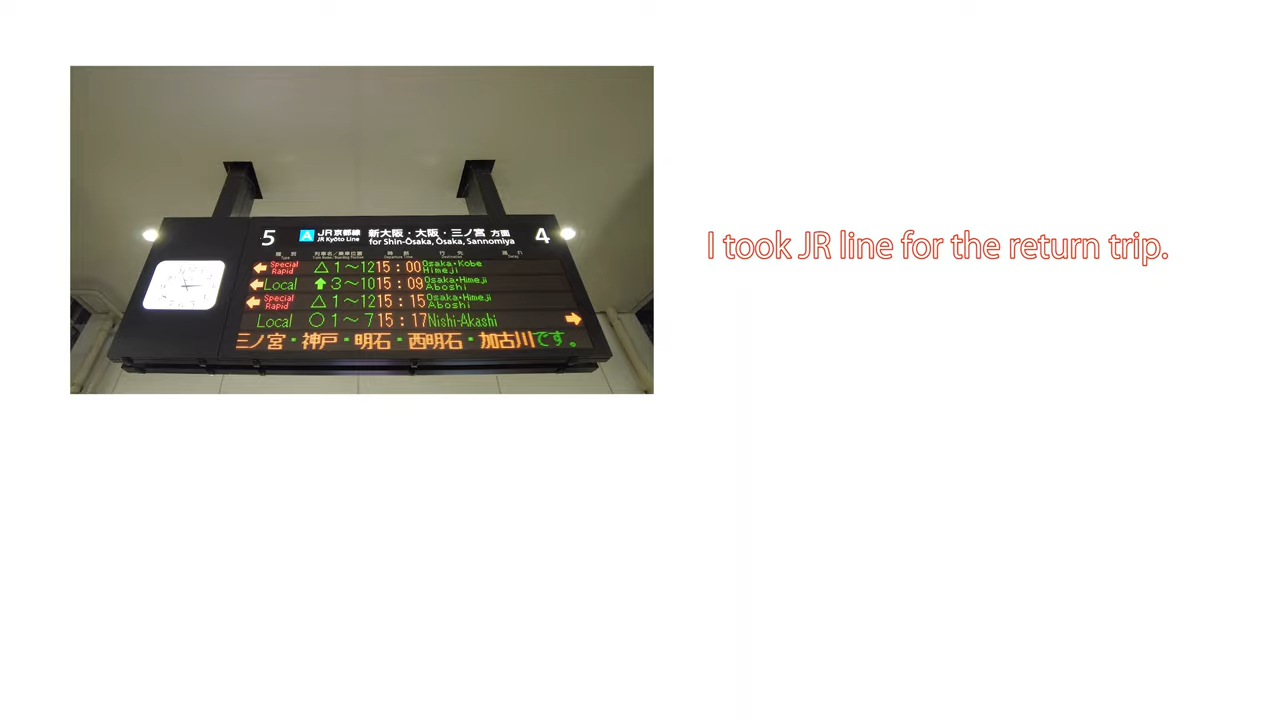 5 A JR京都線 新大阪・大阪・三ノ宮 方面 4
JR Kyōto Line for Shin-Ōsaka, Ōsaka, Sannomiya
Special Rapid △ 1～12 15:00 Osaka・Kobe Himeji
Local 3～10 15:09 Osaka・Himeji Aboshi
Special Rapid △ 1～12 15:15 Osaka・Himeji Aboshi
Local ○ 1～7 15:17 Nishi-Akashi
三ノ宮・神戸・明石・西明石・加古川です。
I took JR line for the return trip.